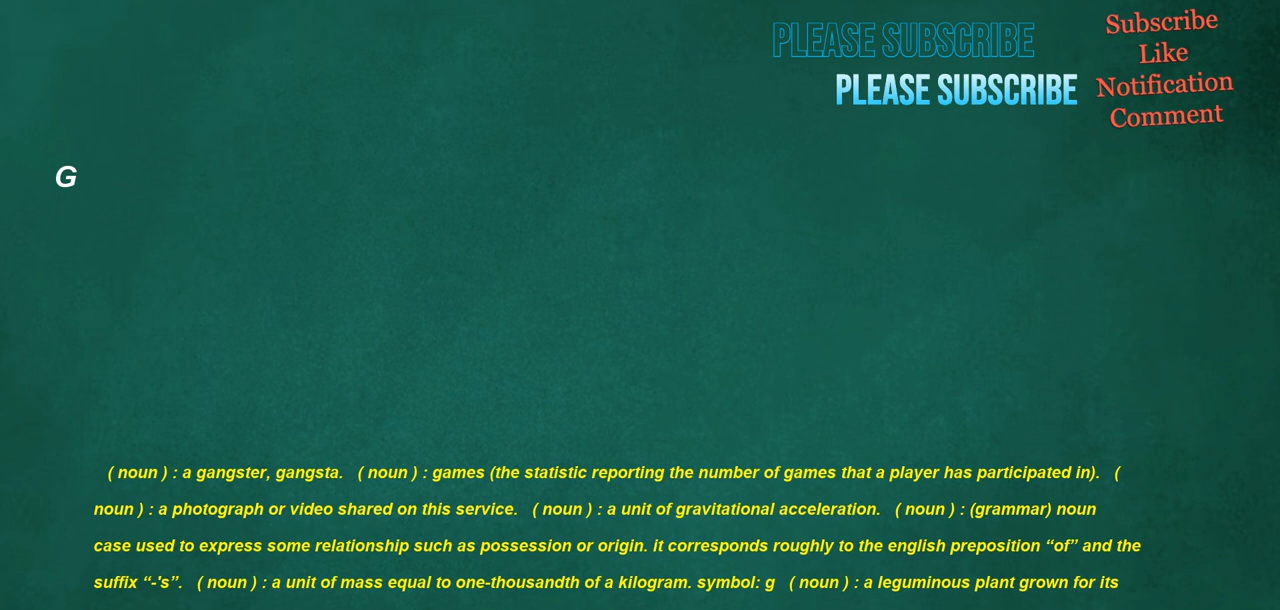 PLEASE SUBSCRIBE
PLEASE SUBSCRIBE
Subscribe
Like
Notification
Comment
G
( noun ) : a gangster, gangsta. ( noun ) : games (the statistic reporting the number of games that a player has participated in). (
noun ) : a photograph or video shared on this service. ( noun ) : a unit of gravitational acceleration. ( noun ) : (grammar) noun
case used to express some relationship such as possession or origin. it corresponds roughly to the english preposition “of” and the
suffix “-'s”. ( noun ) : a unit of mass equal to one-thousandth of a kilogram. symbol: g ( noun ) : a leguminous plant grown for its